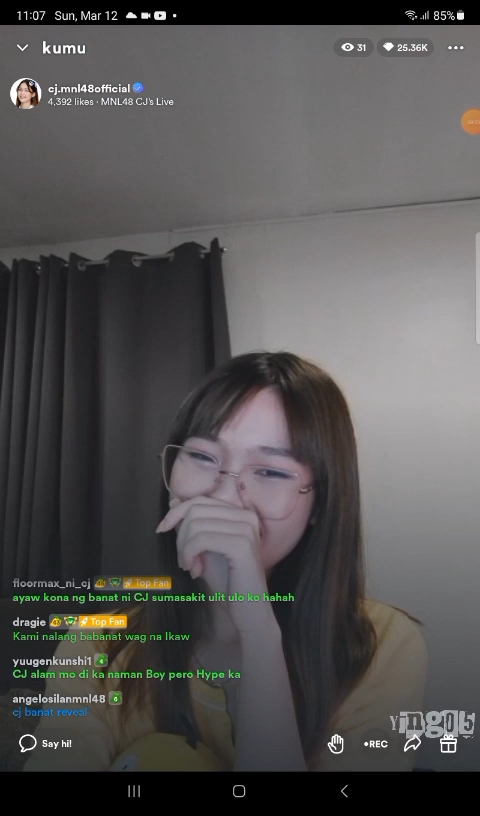 11:07 Sun, Mar 12 85%
kumu 31 25.36K
cj.mnl48official
4,392 likes · MNL48 CJ's Live
floormax_ni_cj Top Fan
ayaw kona ng banat ni CJ sumasakit ulit ulo ko hahah
dragie Top Fan
Kami nalang babanat wag na Ikaw
yuugenkunshi1 4
CJ alam mo di ka naman Boy pero Hype ka
angelosilanmnl48 6
cj banat reveal
Yingob
Say hi! •REC